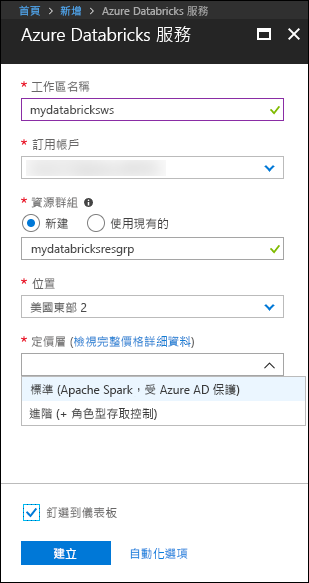 首頁 > 新增 > Azure Databricks 服務
Azure Databricks 服務
* 工作區名稱
mydatabricksws
* 訂用帳戶
* 資源群組
新建 使用現有的
mydatabricksresgrp
* 位置
美國東部 2
* 定價層 (檢視完整價格詳細資料)
標準 (Apache Spark，受 Azure AD 保護)
進階 (+ 角色型存取控制)
釘選到儀表板
建立 自動化選項